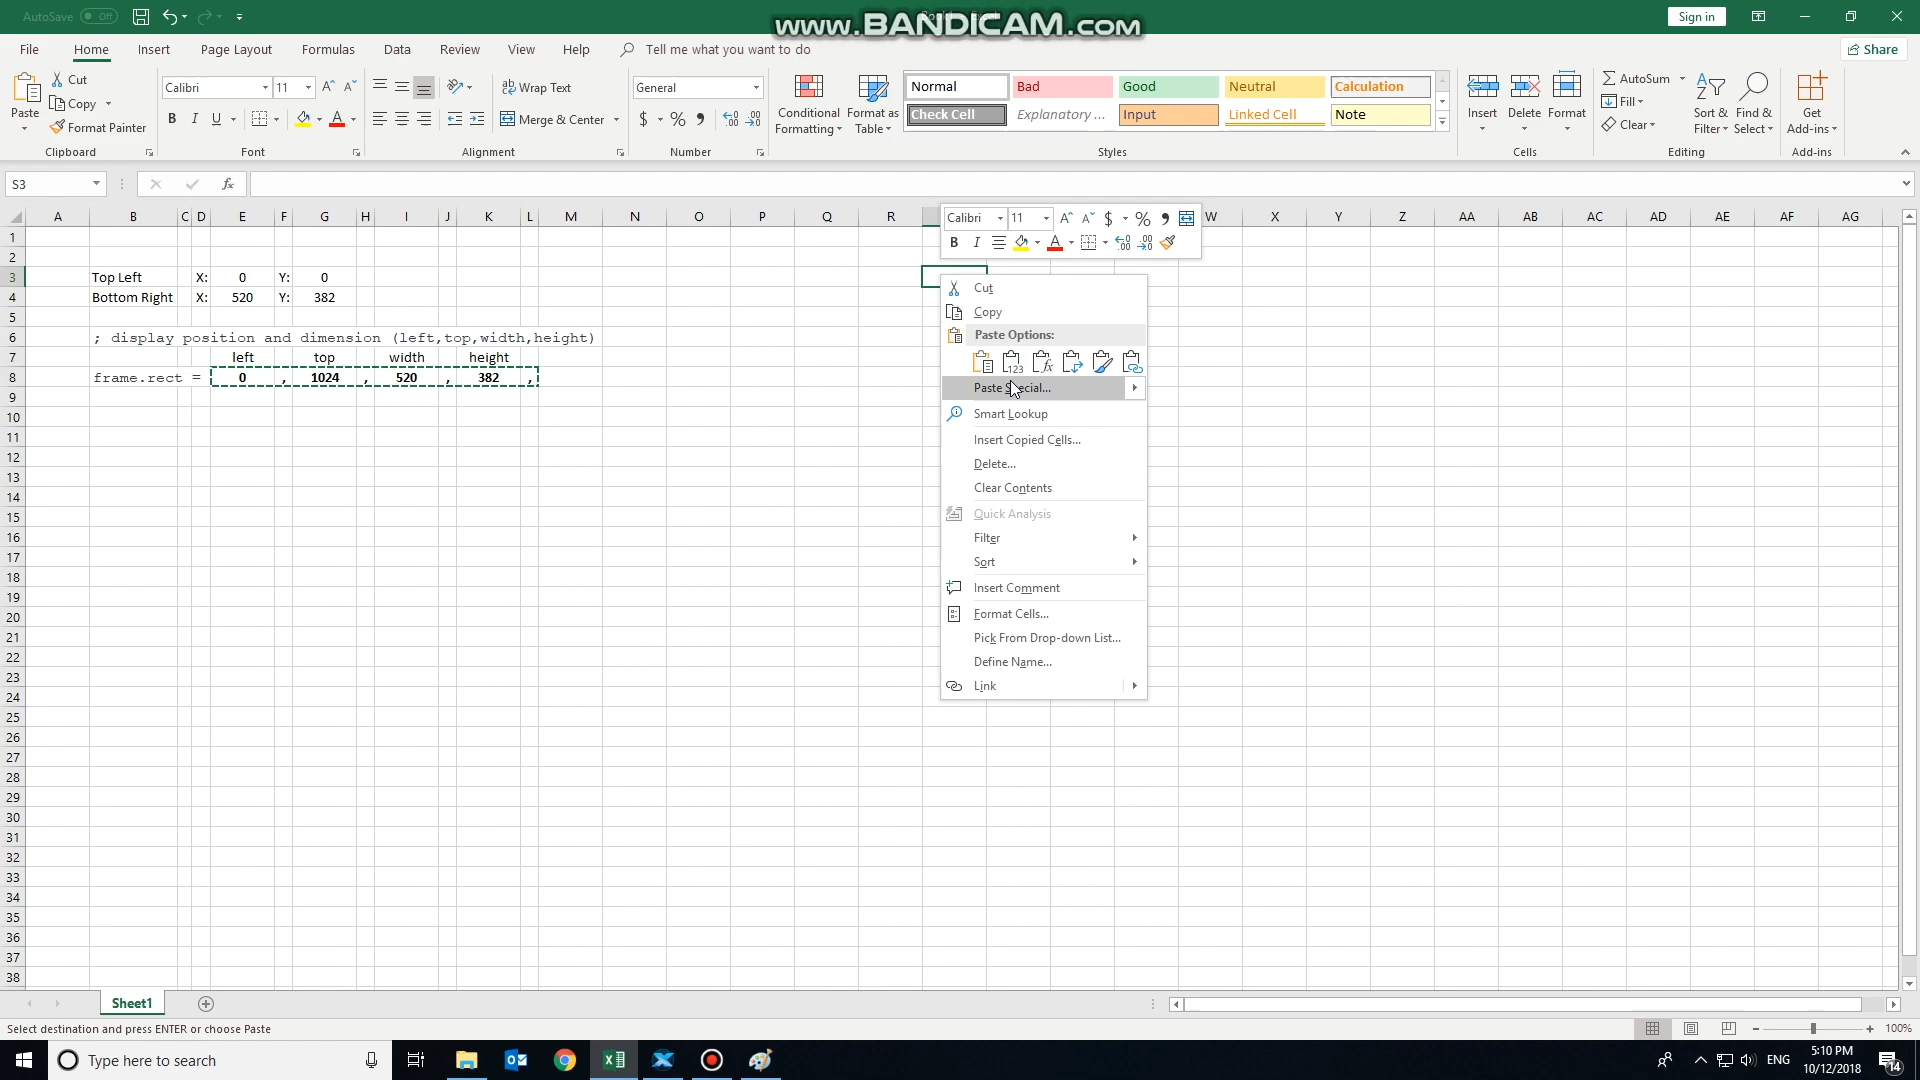 AutoSave Off
www.BANDICAM.com
Sign in
File Home Insert Page Layout Formulas Data Review View Help Tell me what you want to do Share
Paste
Cut
Copy
Format Painter
Clipboard
Calibri 11
B I U
Font
Wrap Text
Merge & Center
Alignment
General
$ % ,
Number
Conditional Formatting
Format as Table
Normal Bad Good Neutral Calculation
Check Cell Explanatory ... Input Linked Cell Note
Styles
Insert Delete Format
Cells
AutoSum
Fill
Clear
Sort & Filter
Find & Select
Editing
Get Add-ins
Add-ins
S3 fx
A B C D E F G H I J K L M N O P Q R W X Y Z AA AB AC AD AE AF AG
1
2
3 Top Left X: 0 Y: 0
4 Bottom Right X: 520 Y: 382
5
6 ; display position and dimension (left,top,width,height)
7 left top width height
8 frame.rect = 0 , 1024 , 520 , 382 ,
9
10
11
12
13
14
15
16
17
18
19
20
21
22
23
24
25
26
27
28
29
30
31
32
33
34
35
36
37
38
Calibri 11 A A $ % ,
B I A
Cut
Copy
Paste Options:
Paste Special...
Smart Lookup
Insert Copied Cells...
Delete...
Clear Contents
Quick Analysis
Filter
Sort
Insert Comment
Format Cells...
Pick From Drop-down List...
Define Name...
Link
Sheet1
Select destination and press ENTER or choose Paste
100%
Type here to search
ENG
5:10 PM
10/12/2018
14